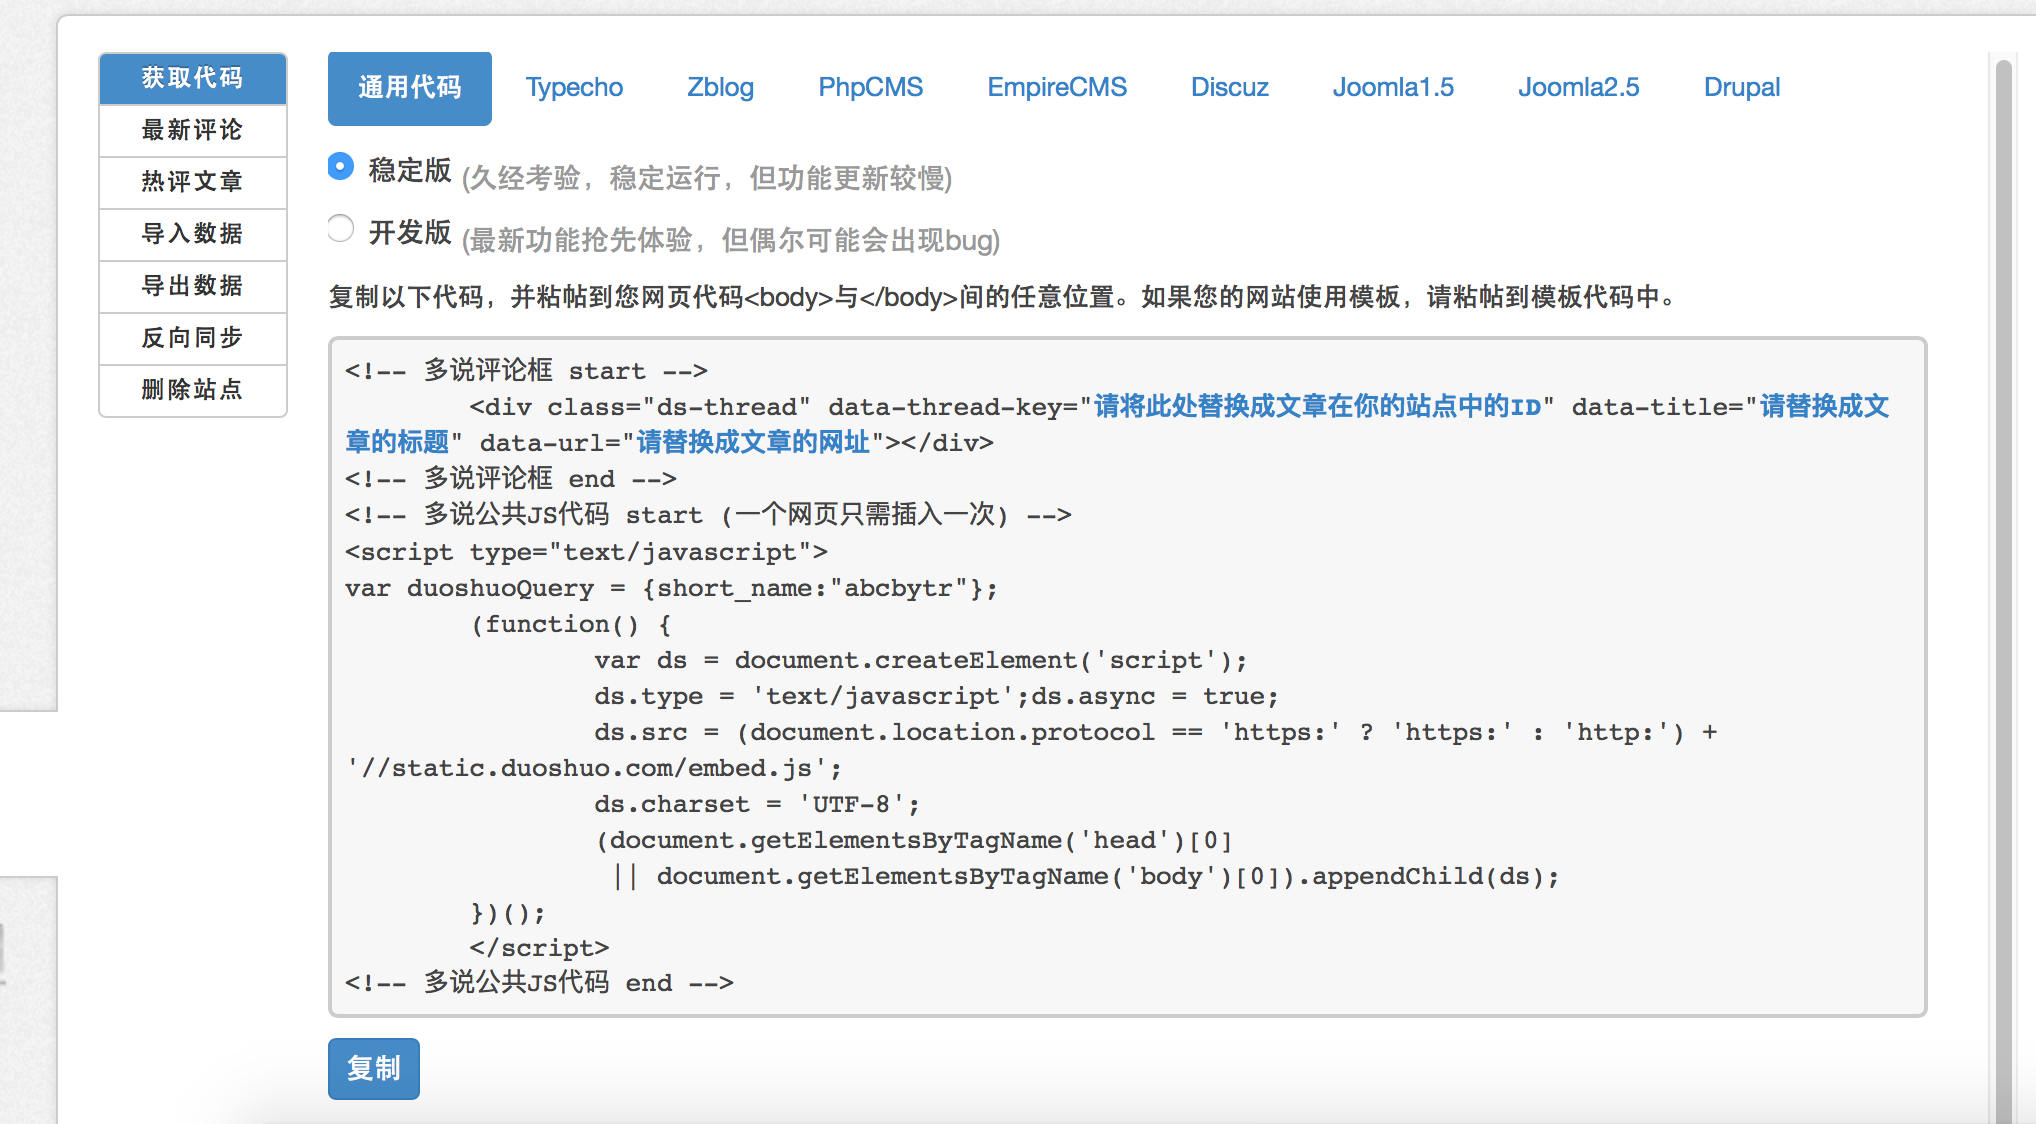 获取代码
最新评论
热评文章
导入数据
导出数据
反向同步
删除站点
通用代码 Typecho Zblog PhpCMS EmpireCMS Discuz Joomla1.5 Joomla2.5 Drupal
稳定版 (久经考验，稳定运行，但功能更新较慢)
开发版 (最新功能抢先体验，但偶尔可能会出现bug)
复制以下代码，并粘帖到您网页代码<body>与</body>间的任意位置。如果您的网站使用模板，请粘帖到模板代码中。
<!-- 多说评论框 start -->
<div class="ds-thread" data-thread-key="请将此处替换成文章在你的站点中的ID" data-title="请替换成文
章的标题" data-url="请替换成文章的网址"></div>
<!-- 多说评论框 end -->
<!-- 多说公共JS代码 start (一个网页只需插入一次) -->
<script type="text/javascript">
var duoshuoQuery = {short_name:"abcbytr"};
(function() {
var ds = document.createElement('script');
ds.type = 'text/javascript';ds.async = true;
ds.src = (document.location.protocol == 'https:' ? 'https:' : 'http:') +
'//static.duoshuo.com/embed.js';
ds.charset = 'UTF-8';
(document.getElementsByTagName('head')[0]
|| document.getElementsByTagName('body')[0]).appendChild(ds);
})();
</script>
<!-- 多说公共JS代码 end -->
复制